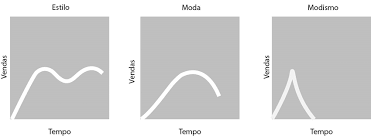 Estilo
Moda
Modismo
Vendas
Vendas
Vendas
Tempo
Tempo
Tempo